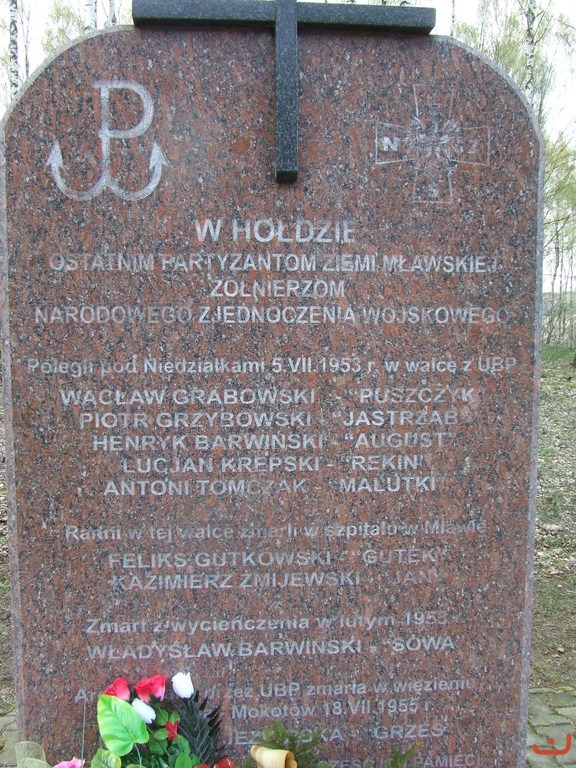 P
N S Z
W HOŁDZIE
OSTATNIM PARTYZANTOM ZIEMI MŁAWSKIEJ
ŻOŁNIERZOM
NARODOWEGO ZJEDNOCZENIA WOJSKOWEGO
Polegli pod Niedziałkami 5.VII.1953 r. w walce z UBP
WACŁAW GRABOWSKI - "PUSZCZYK"
PIOTR GRZYBOWSKI - "JASTRZĄB"
HENRYK BARWIŃSKI - "AUGUST"
LUCJAN KRĘPSKI - "REKIN"
ANTONI TOMCZAK - "MALUTKI"
Ranni w tej walce zmarli w szpitalu w Mławie
FELIKS GUTKOWSKI - "GUTEK"
KAZIMIERZ ŻMIJEWSKI - "JAN"
Zmarł z wycieńczenia w lutym 1953
WŁADYSŁAW BARWIŃSKI - "SOWA"
UBP zmarła w więzieniu
Mokotów 18.VII.1955 r.
"GRZEŚ"
PAMIĘCI